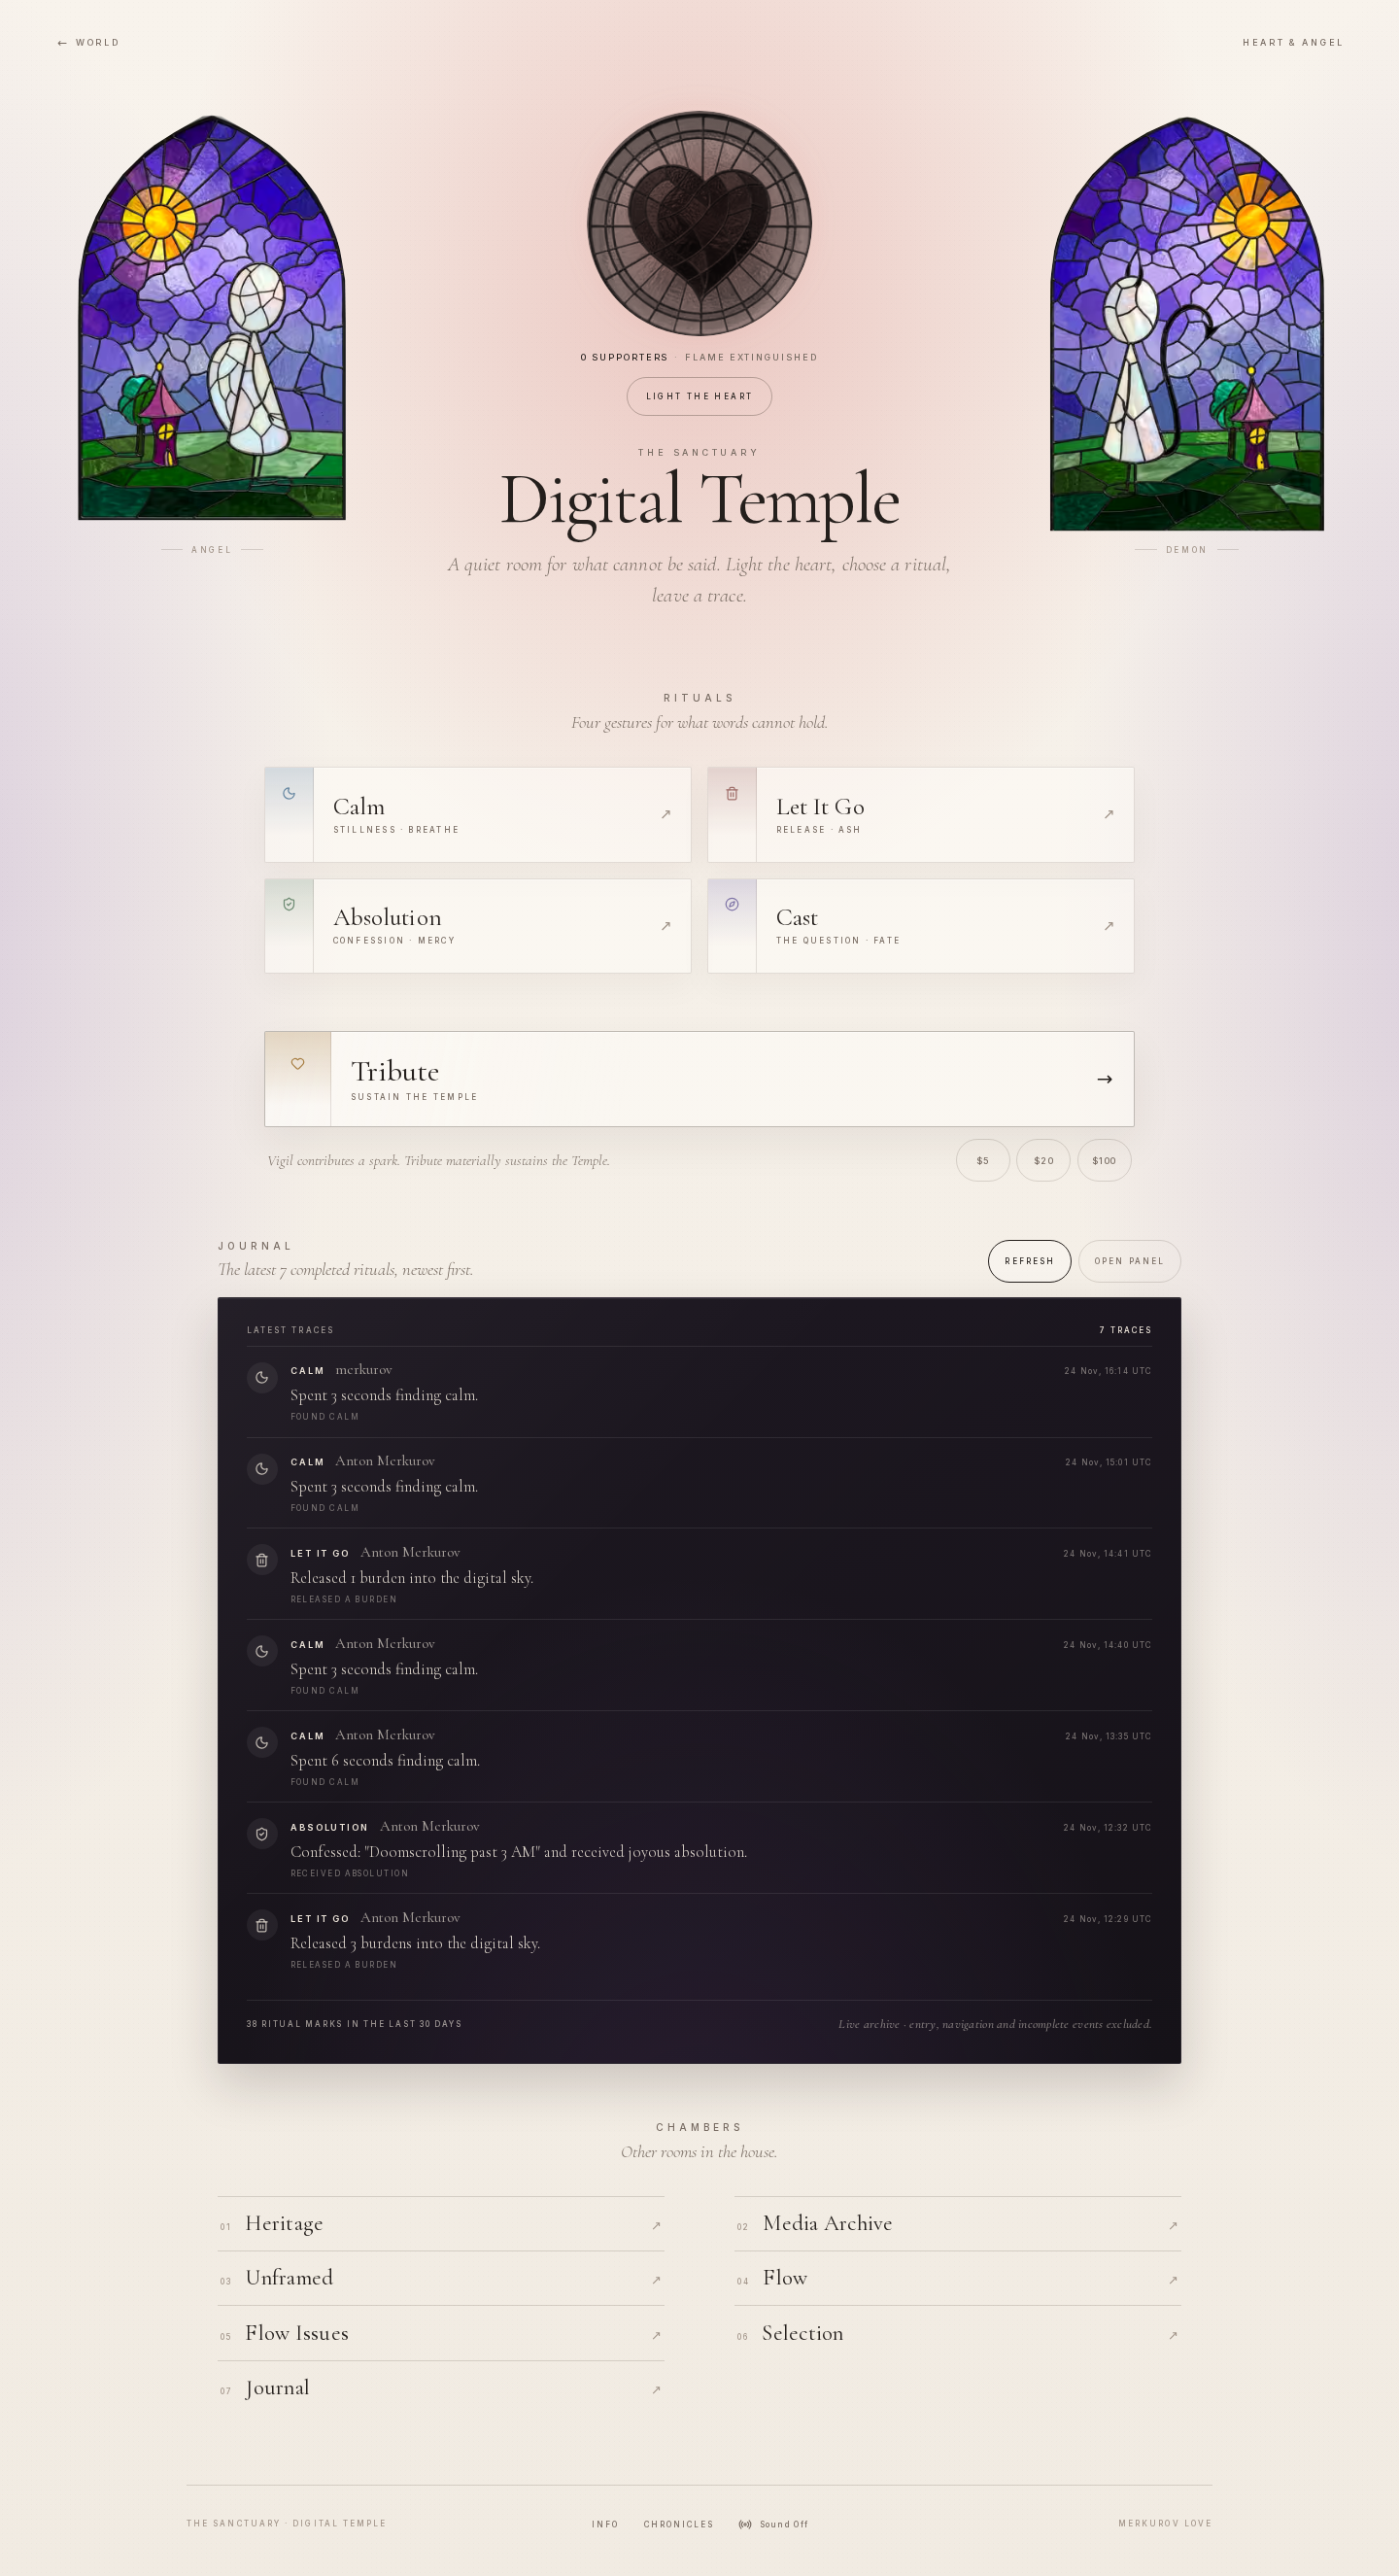 ← WORLD
HEART & ANGEL
0 SUPPORTERS · FLAME EXTINGUISHED
LIGHT THE HEART
ANGEL
DEMON
THE SANCTUARY
Digital Temple
A quiet room for what cannot be said. Light the heart, choose a ritual,
leave a trace.
RITUALS
Four gestures for what words cannot hold.
Calm
STILLNESS · BREATHE
↗
Let It Go
RELEASE · ASH
↗
Absolution
CONFESSION · MERCY
↗
Cast
THE QUESTION · FATE
↗
Tribute
SUSTAIN THE TEMPLE
→
Vigil contributes a spark. Tribute materially sustains the Temple.
$5
$20
$100
JOURNAL
The latest 7 completed rituals, newest first.
REFRESH
OPEN PANEL
LATEST TRACES
7 TRACES
CALM merkurov
24 Nov, 16:14 UTC
Spent 3 seconds finding calm.
FOUND CALM
CALM Anton Merkurov
24 Nov, 15:01 UTC
Spent 3 seconds finding calm.
FOUND CALM
LET IT GO Anton Merkurov
24 Nov, 14:41 UTC
Released 1 burden into the digital sky.
RELEASED A BURDEN
CALM Anton Merkurov
24 Nov, 14:40 UTC
Spent 3 seconds finding calm.
FOUND CALM
CALM Anton Merkurov
24 Nov, 13:35 UTC
Spent 6 seconds finding calm.
FOUND CALM
ABSOLUTION Anton Merkurov
24 Nov, 12:32 UTC
Confessed: "Doomscrolling past 3 AM" and received joyous absolution.
RECEIVED ABSOLUTION
LET IT GO Anton Merkurov
24 Nov, 12:29 UTC
Released 3 burdens into the digital sky.
RELEASED A BURDEN
38 RITUAL MARKS IN THE LAST 30 DAYS
Live archive · entry, navigation and incomplete events excluded.
CHAMBERS
Other rooms in the house.
01 Heritage ↗
02 Media Archive ↗
03 Unframed ↗
04 Flow ↗
05 Flow Issues ↗
06 Selection ↗
07 Journal ↗
THE SANCTUARY · DIGITAL TEMPLE
INFO
CHRONICLES
Sound Off
MERKUROV LOVE